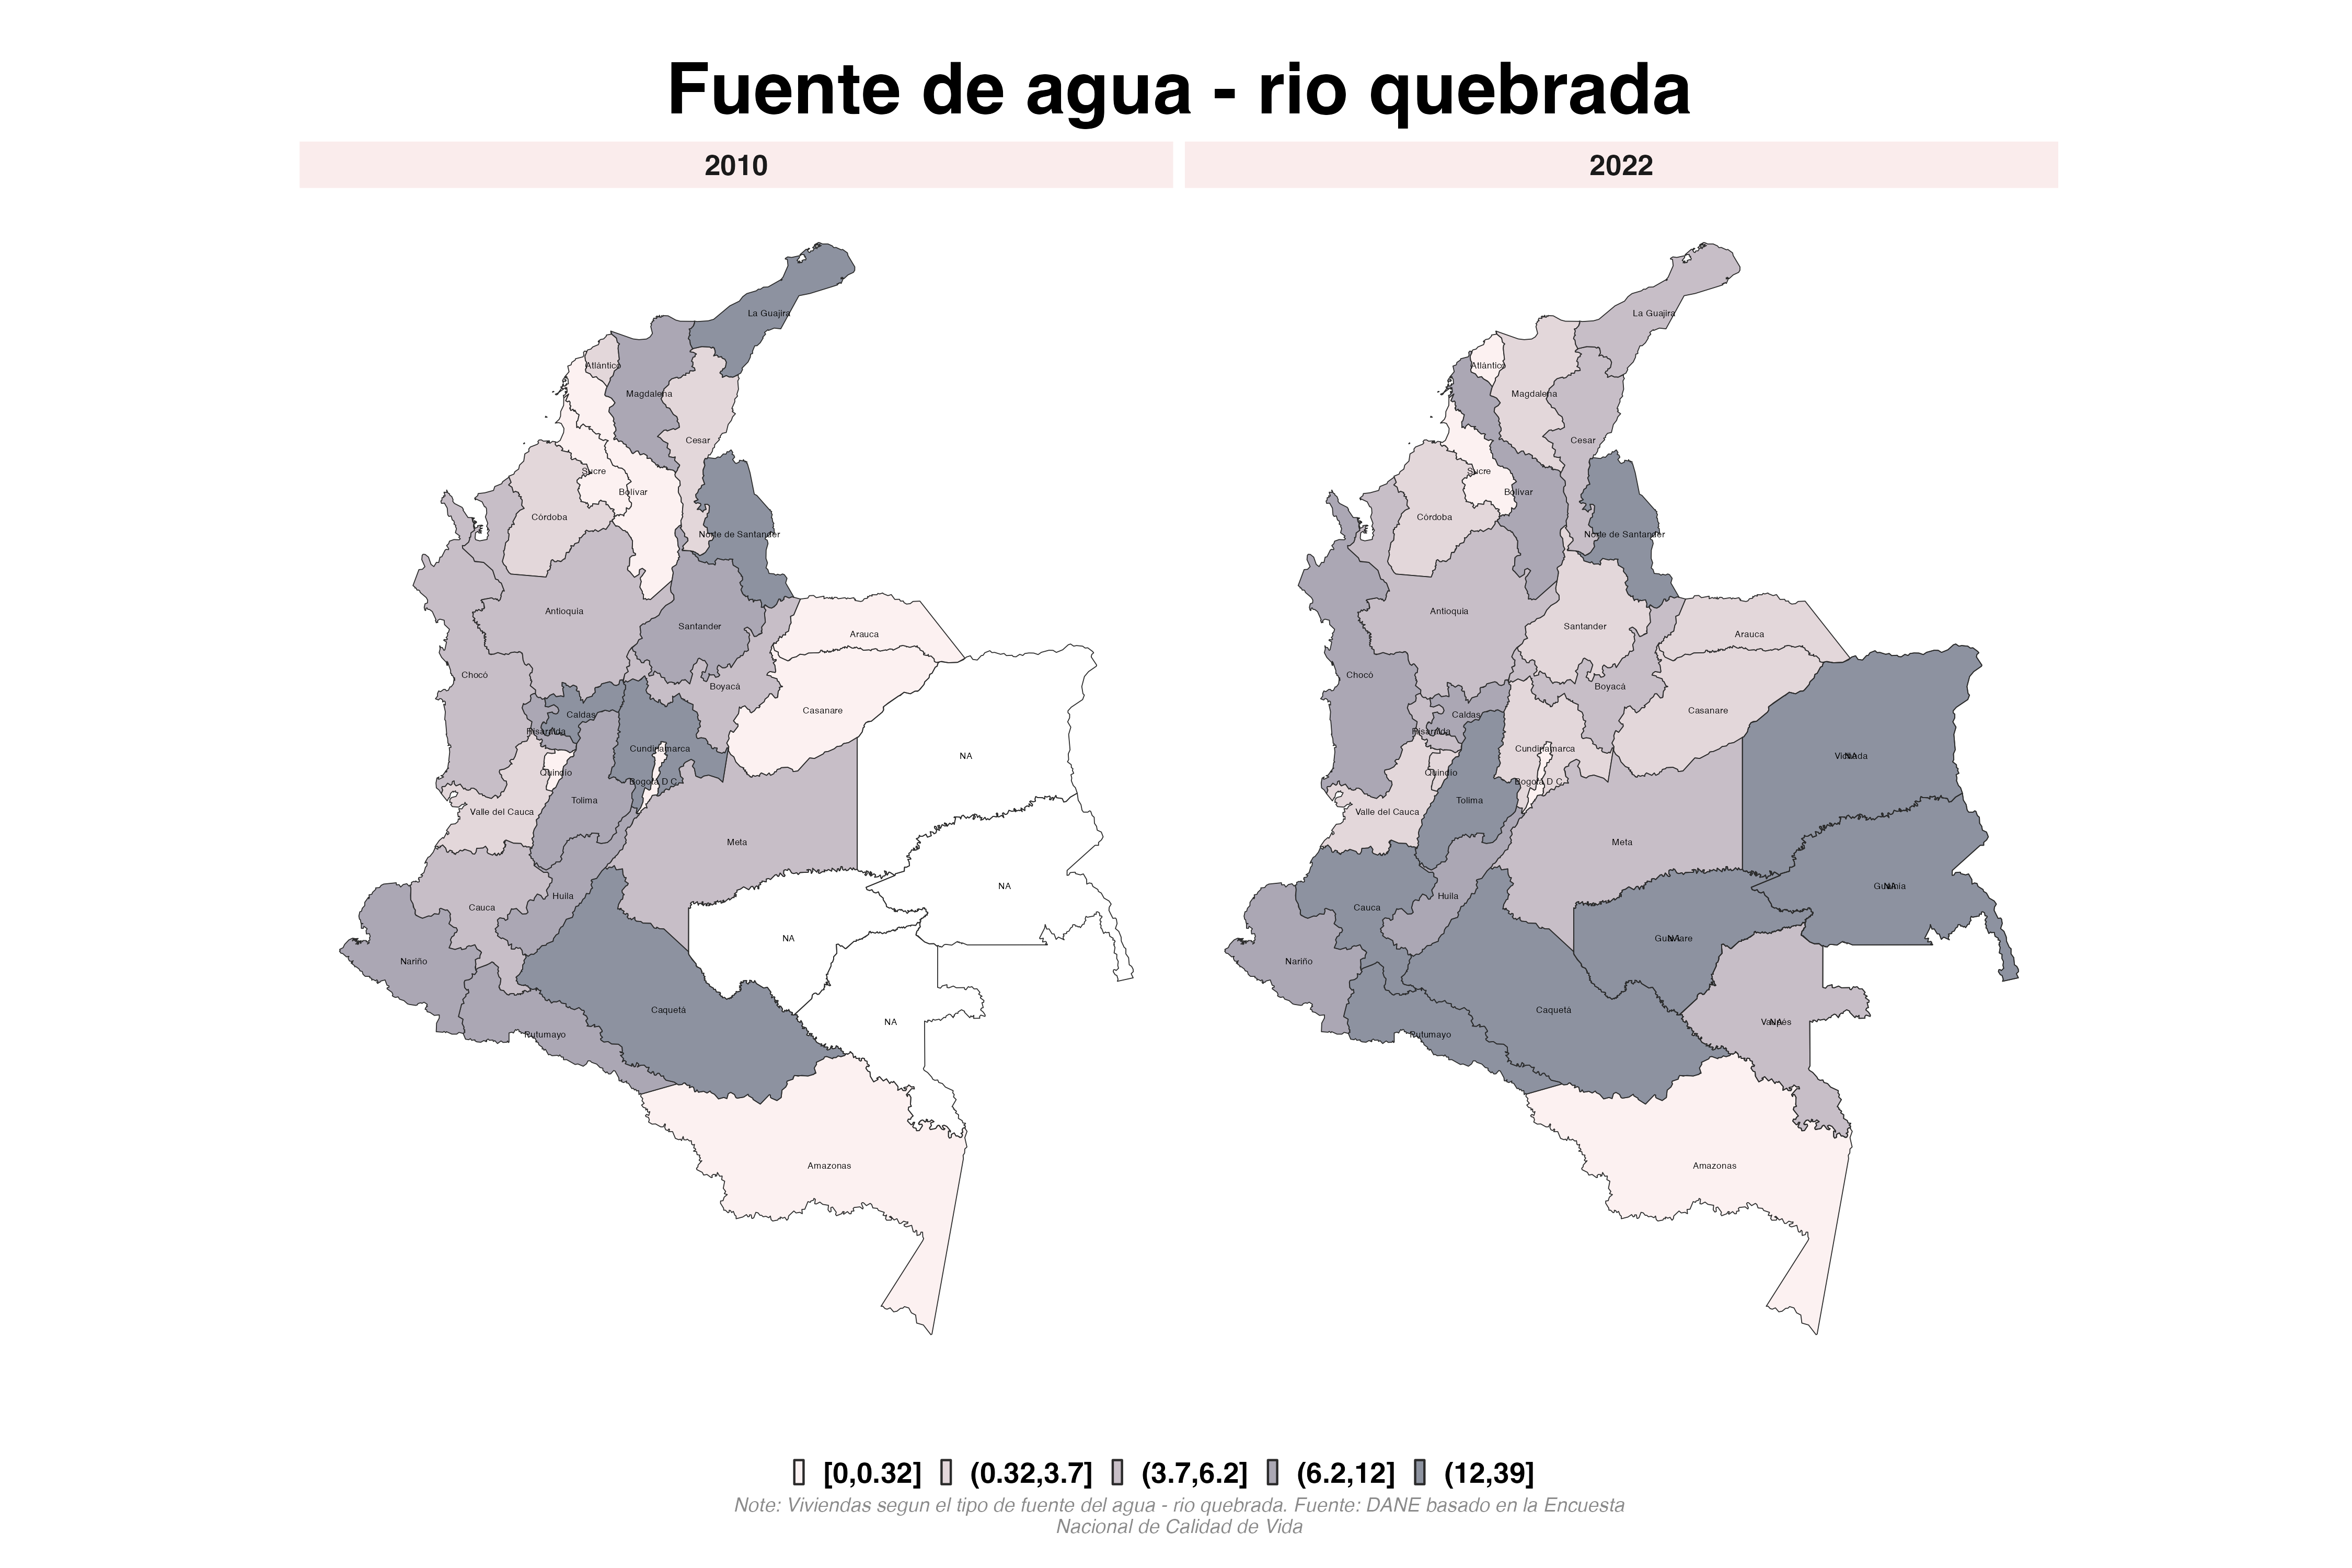 Fuente de agua - rio quebrada
2010
2022
La Guajira
Atlántico
Magdalena
Cesar
Sucre
Bolívar
Córdoba
Norte de Santander
Antioquia
Santander
Arauca
Chocó
Boyacá
Casanare
Caldas
Risaralda
Cundinamarca
NA
Quindio
Bogotá D.C.
Tolima
Valle del Cauca
Meta
NA
Huila
Cauca
NA
Nariño
Caquetá
NA
Putumayo
Amazonas
La Guajira
Atlántico
Magdalena
Cesar
Sucre
Bolívar
Córdoba
Norte de Santander
Antioquia
Santander
Arauca
Chocó
Boyacá
Casanare
Caldas
Risaralda
Cundinamarca
NA
Quindio
Bogotá D.C.
Tolima
Valle del Cauca
Meta
NA
Huila
Cauca
NA
Nariño
Caquetá
NA
Putumayo
Amazonas
[0,0.32] (0.32,3.7] (3.7,6.2] (6.2,12] (12,39]
Note: Viviendas segun el tipo de fuente del agua - rio quebrada. Fuente: DANE basado en la Encuesta
Nacional de Calidad de Vida